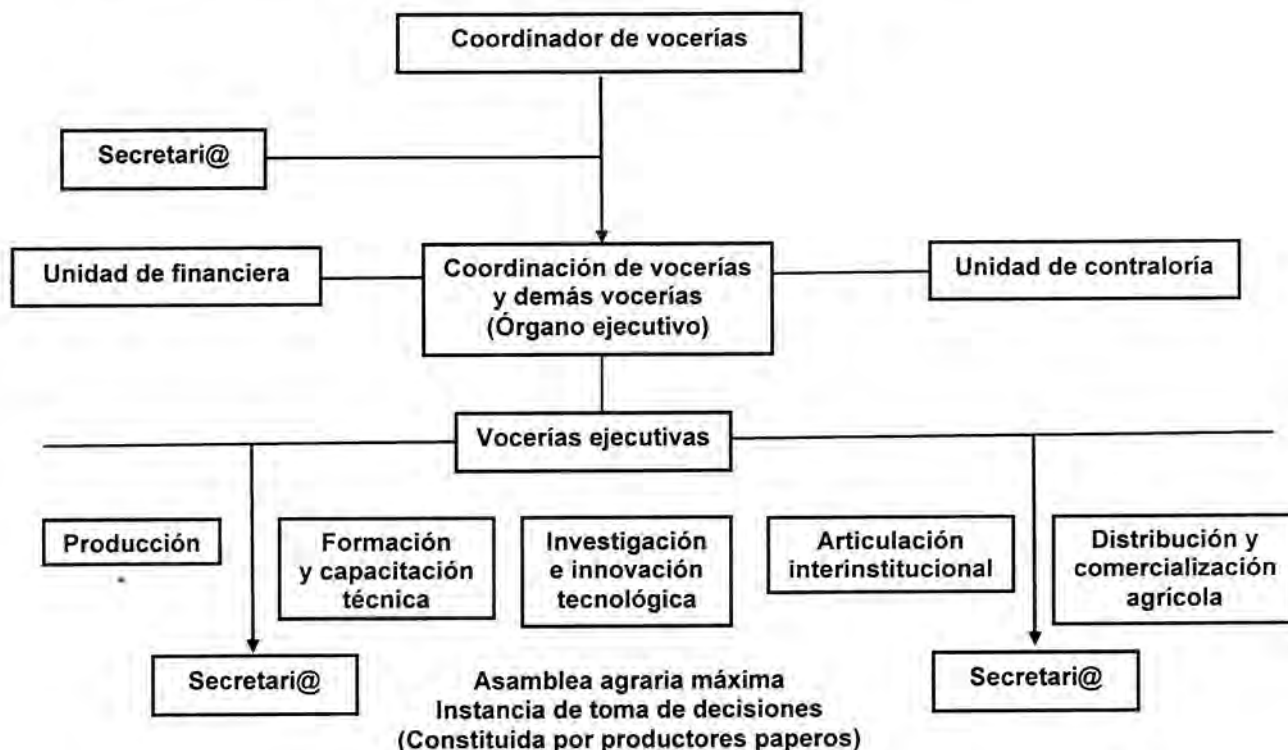 Coordinador de vocerías
Secretari@
Unidad de financiera
Coordinación de vocerías
y demás vocerías
(Órgano ejecutivo)
Unidad de contraloría
Vocerías ejecutivas
Producción
Formación
y capacitación
técnica
Investigación
e innovación
tecnológica
Articulación
interinstitucional
Distribución y
comercialización
agrícola
Secretari@
Asamblea agraria máxima
Instancia de toma de decisiones
(Constituida por productores paperos)
Secretari@